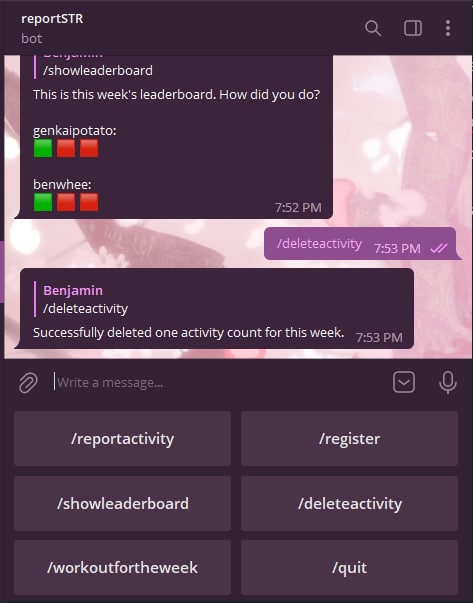 reportSTR
bot
Benjamin
/showleaderboard
This is this week's leaderboard. How did you do?
genkaipotato:
benwhee:
7:52 PM
/deleteactivity 7:53 PM
Benjamin
/deleteactivity
Successfully deleted one activity count for this week. 7:53 PM
Write a message...
/reportactivity /register
/showleaderboard /deleteactivity
/workoutfortheweek /quit